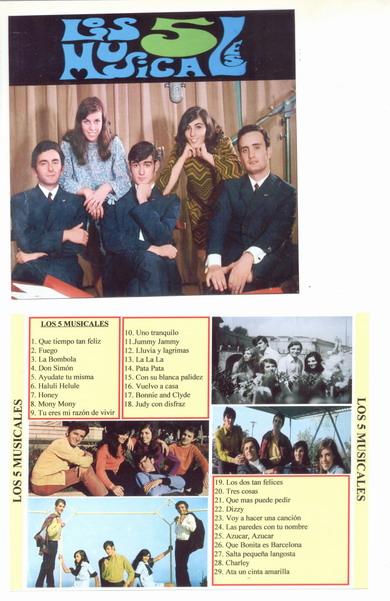 LOS 5
MUSICALES
LOS 5 MUSICALES
LOS 5 MUSICALES
1. Que tiempo tan feliz
2. Fuego
3. La Bombola
4. Don Simón
5. Ayudate tu misma
6. Haluli Helule
7. Honey
8. Mony Mony
9. Tu eres mi razón de vivir
10. Uno tranquilo
11.Jummy Jammy
12. Lluvia y lagrimas
13. La La La
14. Pata Pata
15. Con su blanca palidez
16. Vuelvo a casa
17. Bonnie and Clyde
18. Judy con disfraz
19. Los dos tan felices
20. Tres cosas
21. Que mas puede pedir
22. Dizzy
23. Voy a hacer una canción
24. Las paredes con tu nombre
25. Azucar, Azucar
26. Que Bonita es Barcelona
27. Salta pequeña langosta
28. Charley
29. Ata un cinta amarilla
LOS 5 MUSICALES